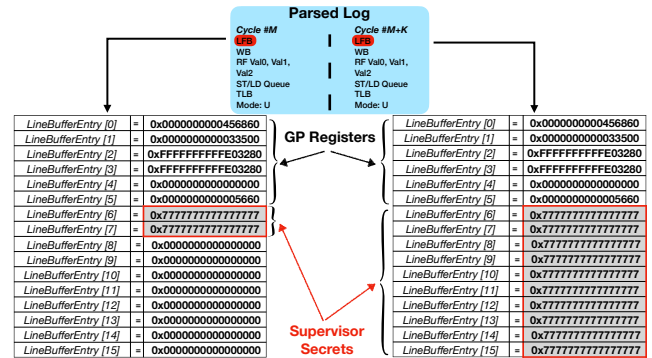 Parsed Log
Cycle #M
LFB
WB
RF Val0, Val1,
Val2
ST/LD Queue
TLB
Mode: U
Cycle #M+K
LFB
WB
RF Val0, Val1,
Val2
ST/LD Queue
TLB
Mode: U
LineBufferEntry [0] = 0x0000000000456860
LineBufferEntry [1] = 0x0000000000033500
LineBufferEntry [2] = 0xFFFFFFFFFFE03280
LineBufferEntry [3] = 0xFFFFFFFFFFE03280
LineBufferEntry [4] = 0x0000000000000000
LineBufferEntry [5] = 0x0000000000005660
LineBufferEntry [6] = 0x7777777777777777
LineBufferEntry [7] = 0x7777777777777777
LineBufferEntry [8] = 0x0000000000000000
LineBufferEntry [9] = 0x0000000000000000
LineBufferEntry [10] = 0x0000000000000000
LineBufferEntry [11] = 0x0000000000000000
LineBufferEntry [12] = 0x0000000000000000
LineBufferEntry [13] = 0x0000000000000000
LineBufferEntry [14] = 0x0000000000000000
LineBufferEntry [15] = 0x0000000000000000
GP Registers
Supervisor
Secrets
LineBufferEntry [0] = 0x0000000000456860
LineBufferEntry [1] = 0x0000000000033500
LineBufferEntry [2] = 0xFFFFFFFFFFE03280
LineBufferEntry [3] = 0xFFFFFFFFFFE03280
LineBufferEntry [4] = 0x0000000000000000
LineBufferEntry [5] = 0x0000000000005660
LineBufferEntry [6] = 0x7777777777777777
LineBufferEntry [7] = 0x7777777777777777
LineBufferEntry [8] = 0x7777777777777777
LineBufferEntry [9] = 0x7777777777777777
LineBufferEntry [10] = 0x7777777777777777
LineBufferEntry [11] = 0x7777777777777777
LineBufferEntry [12] = 0x7777777777777777
LineBufferEntry [13] = 0x7777777777777777
LineBufferEntry [14] = 0x7777777777777777
LineBufferEntry [15] = 0x7777777777777777